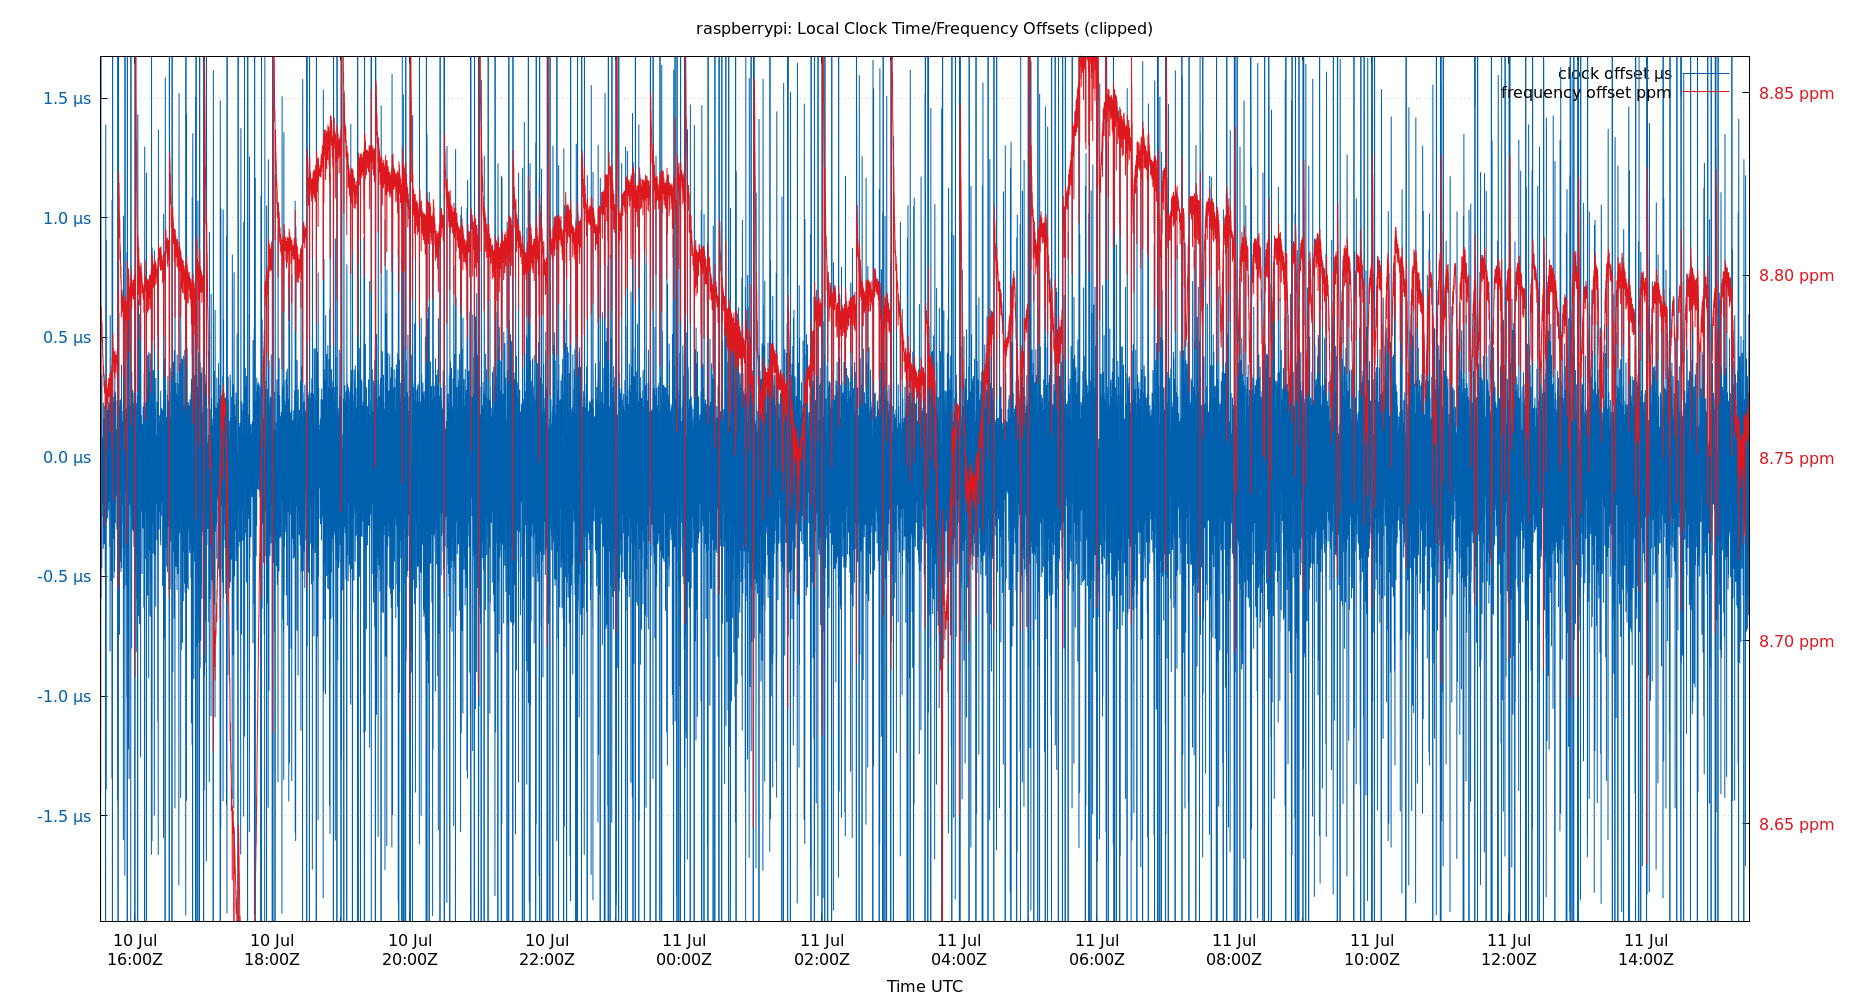 raspberrypi: Local Clock Time/Frequency Offsets (clipped)
clock offset µs
frequency offset ppm
1.5 µs
1.0 µs
0.5 µs
0.0 µs
-0.5 µs
-1.0 µs
-1.5 µs
8.85 ppm
8.80 ppm
8.75 ppm
8.70 ppm
8.65 ppm
10 Jul
16:00Z
10 Jul
18:00Z
10 Jul
20:00Z
10 Jul
22:00Z
11 Jul
00:00Z
11 Jul
02:00Z
11 Jul
04:00Z
11 Jul
06:00Z
11 Jul
08:00Z
11 Jul
10:00Z
11 Jul
12:00Z
11 Jul
14:00Z
Time UTC